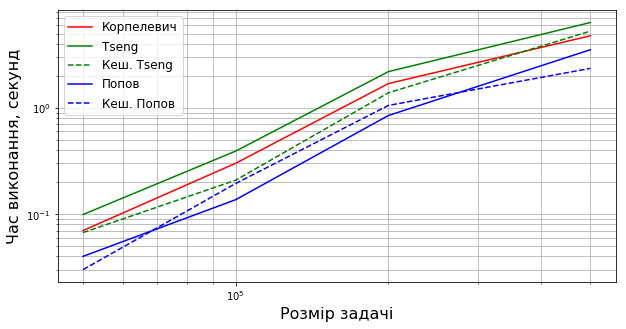 Корпелевич
Tseng
Кеш. Tseng
Попов
Кеш. Попов
Час виконання, секунд
10⁰
10⁻¹
10⁵
Розмір задачі